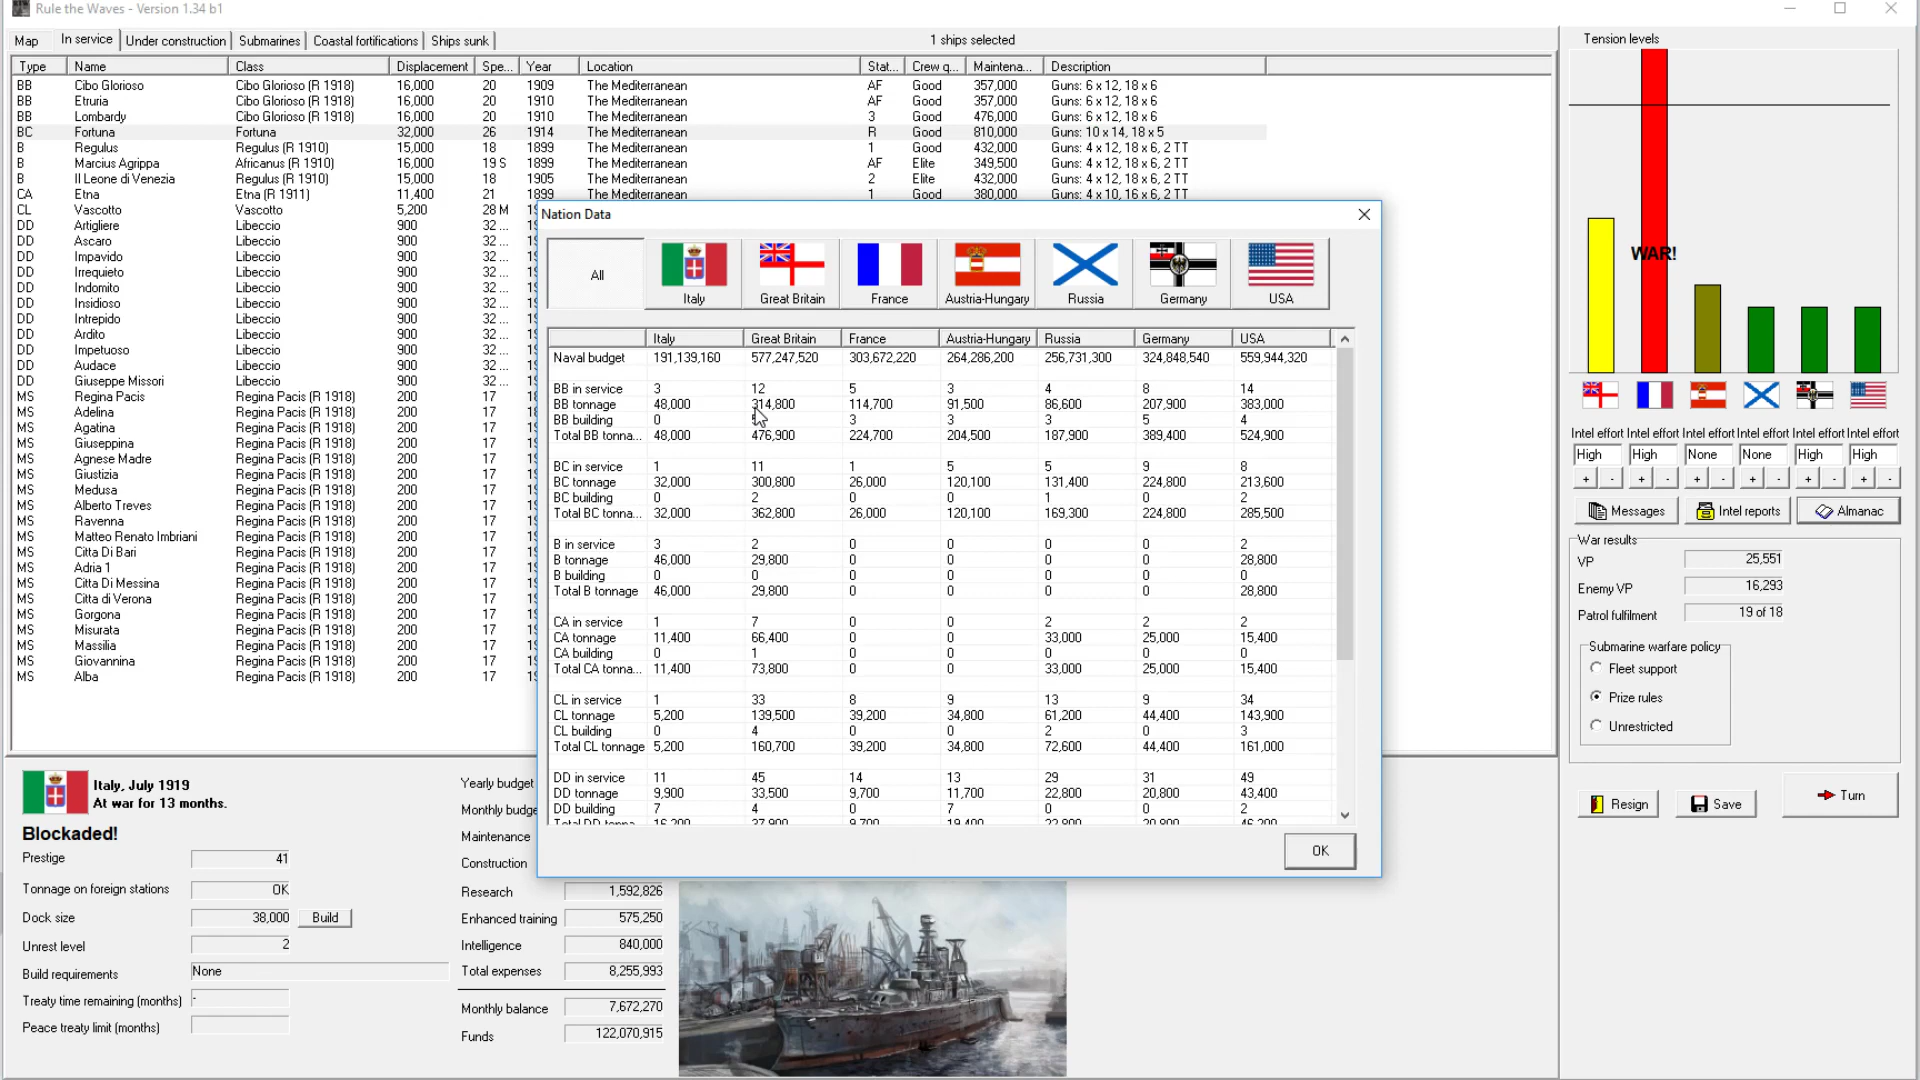 Rule the Waves - Version 1.34 b1
Map In service Under construction Submarines Coastal fortifications Ships sunk 1 ships selected
Type Name Class Displacement Spe... Year Location Stat... Crew q... Maintena... Description
BB Cibo Glorioso Cibo Glorioso (R 1918) 16,000 20 1909 The Mediterranean AF Good 357,000 Guns: 6 x 12, 18 x 6
BB Etruria Cibo Glorioso (R 1918) 16,000 20 1910 The Mediterranean AF Good 357,000 Guns: 6 x 12, 18 x 6
BB Lombardy Cibo Glorioso (R 1918) 16,000 20 1910 The Mediterranean 3 Good 476,000 Guns: 6 x 12, 18 x 6
BC Fortuna Fortuna 32,000 26 1914 The Mediterranean R Good 810,000 Guns: 10 x 14, 18 x 5
B Regulus Regulus (R 1910) 15,000 18 1899 The Mediterranean 1 Good 432,000 Guns: 4 x 12, 18 x 6, 2 TT
B Marcius Agrippa Africanus (R 1910) 16,000 19 S 1899 The Mediterranean AF Elite 349,500 Guns: 4 x 12, 18 x 6, 2 TT
B Il Leone di Venezia Regulus (R 1910) 15,000 18 1905 The Mediterranean 2 Elite 432,000 Guns: 4 x 12, 18 x 6, 2 TT
CA Etna Etna (R 1911) 11,400 21 1899 The Mediterranean 1 Good 380,000 Guns: 4 x 10, 16 x 6, 2 TT
CL Vascotto Vascotto 5,200 28 M
DD Artigliere Libeccio 900 32 ...
DD Ascaro Libeccio 900 32 ...
DD Impavido Libeccio 900 32 ...
DD Irrequieto Libeccio 900 32 ...
DD Indomito Libeccio 900 32 ...
DD Insidioso Libeccio 900 32 ...
DD Intrepido Libeccio 900 32 ...
DD Ardito Libeccio 900 32 ...
DD Impetuoso Libeccio 900 32 ...
DD Audace Libeccio 900 32 ...
DD Giuseppe Missori Libeccio 900 32 ...
MS Regina Pacis Regina Pacis (R 1918) 200 17
MS Adelina Regina Pacis (R 1918) 200 17
MS Agatina Regina Pacis (R 1918) 200 17
MS Giuseppina Regina Pacis (R 1918) 200 17
MS Agnese Madre Regina Pacis (R 1918) 200 17
MS Giustizia Regina Pacis (R 1918) 200 17
MS Medusa Regina Pacis (R 1918) 200 17
MS Alberto Treves Regina Pacis (R 1918) 200 17
MS Ravenna Regina Pacis (R 1918) 200 17
MS Matteo Renato Imbriani Regina Pacis (R 1918) 200 17
MS Citta Di Bari Regina Pacis (R 1918) 200 17
MS Adria 1 Regina Pacis (R 1918) 200 17
MS Citta Di Messina Regina Pacis (R 1918) 200 17
MS Citta di Verona Regina Pacis (R 1918) 200 17
MS Gorgona Regina Pacis (R 1918) 200 17
MS Misurata Regina Pacis (R 1918) 200 17
MS Massilia Regina Pacis (R 1918) 200 17
MS Giovannina Regina Pacis (R 1918) 200 17
MS Alba Regina Pacis (R 1918) 200 17
Nation Data
All Italy Great Britain France Austria-Hungary Russia Germany USA
Italy Great Britain France Austria-Hungary Russia Germany USA
Naval budget 191,139,160 577,247,520 303,672,220 264,286,200 256,731,300 324,848,540 559,944,320
BB in service 3 12 5 3 4 8 14
BB tonnage 48,000 314,800 114,700 91,500 86,600 207,900 383,000
BB building 0 3 3 3 5 4
Total BB tonna... 48,000 476,900 224,700 204,500 187,900 389,400 524,900
BC in service 1 11 1 5 5 9 8
BC tonnage 32,000 300,800 26,000 120,100 131,400 224,800 213,600
BC building 0 2 0 0 1 0 2
Total BC tonna... 32,000 362,800 26,000 120,100 169,300 224,800 285,500
B in service 3 2 0 0 0 0 2
B tonnage 46,000 29,800 0 0 0 0 28,800
B building 0 0 0 0 0 0 0
Total B tonnage 46,000 29,800 28,800
CA in service 1 7 0 0 2 2 2
CA tonnage 11,400 66,400 0 0 33,000 25,000 15,400
CA building 0 1 0 0 0 0 0
Total CA tonna... 11,400 73,800 0 0 33,000 25,000 15,400
CL in service 1 33 8 9 13 9 34
CL tonnage 5,200 139,500 39,200 34,800 61,200 44,400 143,900
CL building 0 4 0 0 2 0 3
Total CL tonnage 5,200 160,700 39,200 34,800 72,600 44,400 161,000
DD in service 11 45 14 13 29 31 49
DD tonnage 9,900 33,500 9,700 11,700 22,800 20,800 43,400
DD building 7 4 0 7 0 0 2
Total DD tonna... 16,200 37,900 9,700 19,400 22,800 20,800 46,200
OK
Tension levels
WAR!
Intel effort Intel effort Intel effort Intel effort Intel effort Intel effort
High High None None High High
+ - + - + - + - + - + -
Messages Intel reports Almanac
War results
VP 25,551
Enemy VP 16,293
Patrol fulfilment 19 of 18
Submarine warfare policy
Fleet support
Prize rules
Unrestricted
Resign Save Turn
Italy, July 1919
At war for 13 months.
Blockaded!
Prestige 41
Tonnage on foreign stations OK
Dock size 38,000 Build
Unrest level 2
Build requirements None
Treaty time remaining (months) -
Peace treaty limit (months)
Yearly budget
Monthly budge
Maintenance
Construction
Research 1,592,826
Enhanced training 575,250
Intelligence 840,000
Total expenses 8,255,993
Monthly balance 7,672,270
Funds 122,070,915